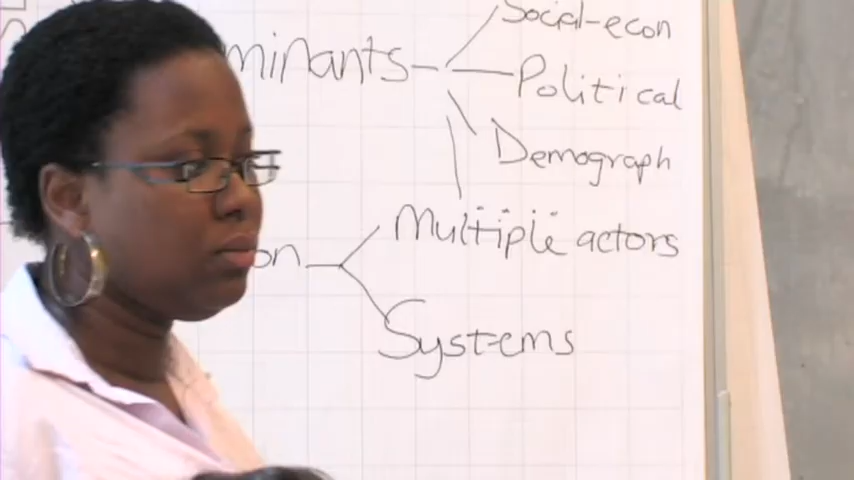 Social-econ
minants
Political
Demograph
Multiple actors
on
Systems